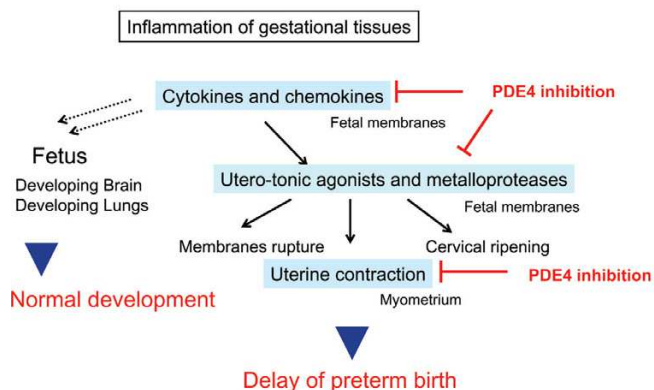 Inflammation of gestational tissues
Cytokines and chemokines
PDE4 inhibition
Fetal membranes
Fetus
Developing Brain
Developing Lungs
Utero-tonic agonists and metalloproteases
Fetal membranes
Membranes rupture
Cervical ripening
Uterine contraction
PDE4 inhibition
Myometrium
Normal development
Delay of preterm birth